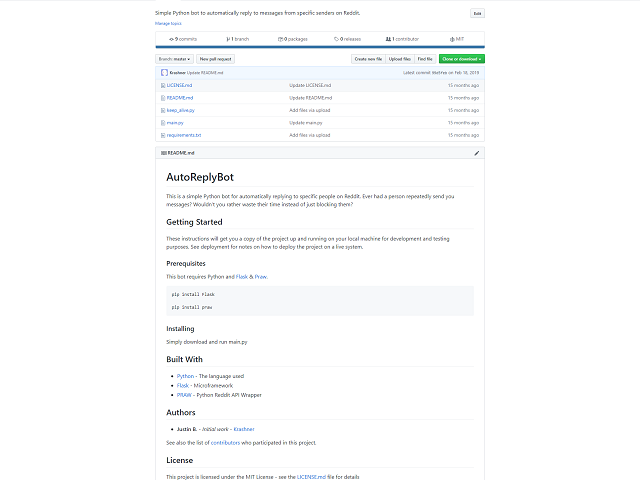 Simple Python bot to automatically reply to messages from specific senders on Reddit.
Edit
Manage topics
9 commits
1 branch
0 packages
0 releases
1 contributor
MIT
Branch: master
New pull request
Create new file
Upload files
Find file
Clone or download
Krashner Update README.md
Latest commit on Feb 18, 2019
LICENSE.md Update LICENSE.md 15 months ago
README.md Update README.md 15 months ago
keep_alive.py Add files via upload 15 months ago
main.py Update main.py 15 months ago
requirements.txt Add files via upload 15 months ago
README.md
AutoReplyBot
This is a simple Python bot for automatically replying to specific people on Reddit. Ever had a person repeatedly send you
messages? Wouldn't you rather waste their time instead of just blocking them?
Getting Started
These instructions will get you a copy of the project up and running on your local machine for development and testing
purposes. See deployment for notes on how to deploy the project on a live system.
Prerequisites
This bot requires Python and Flask & Praw.
pip install Flask
pip install praw
Installing
Simply download and run main.py
Built With
Python - The language used
Flask - Microframework
PRAW - Python Reddit API Wrapper
Authors
Justin B. - Initial work - Krashner
See also the list of contributors who participated in this project.
License
This project is licensed under the MIT License - see the LICENSE.md file for details